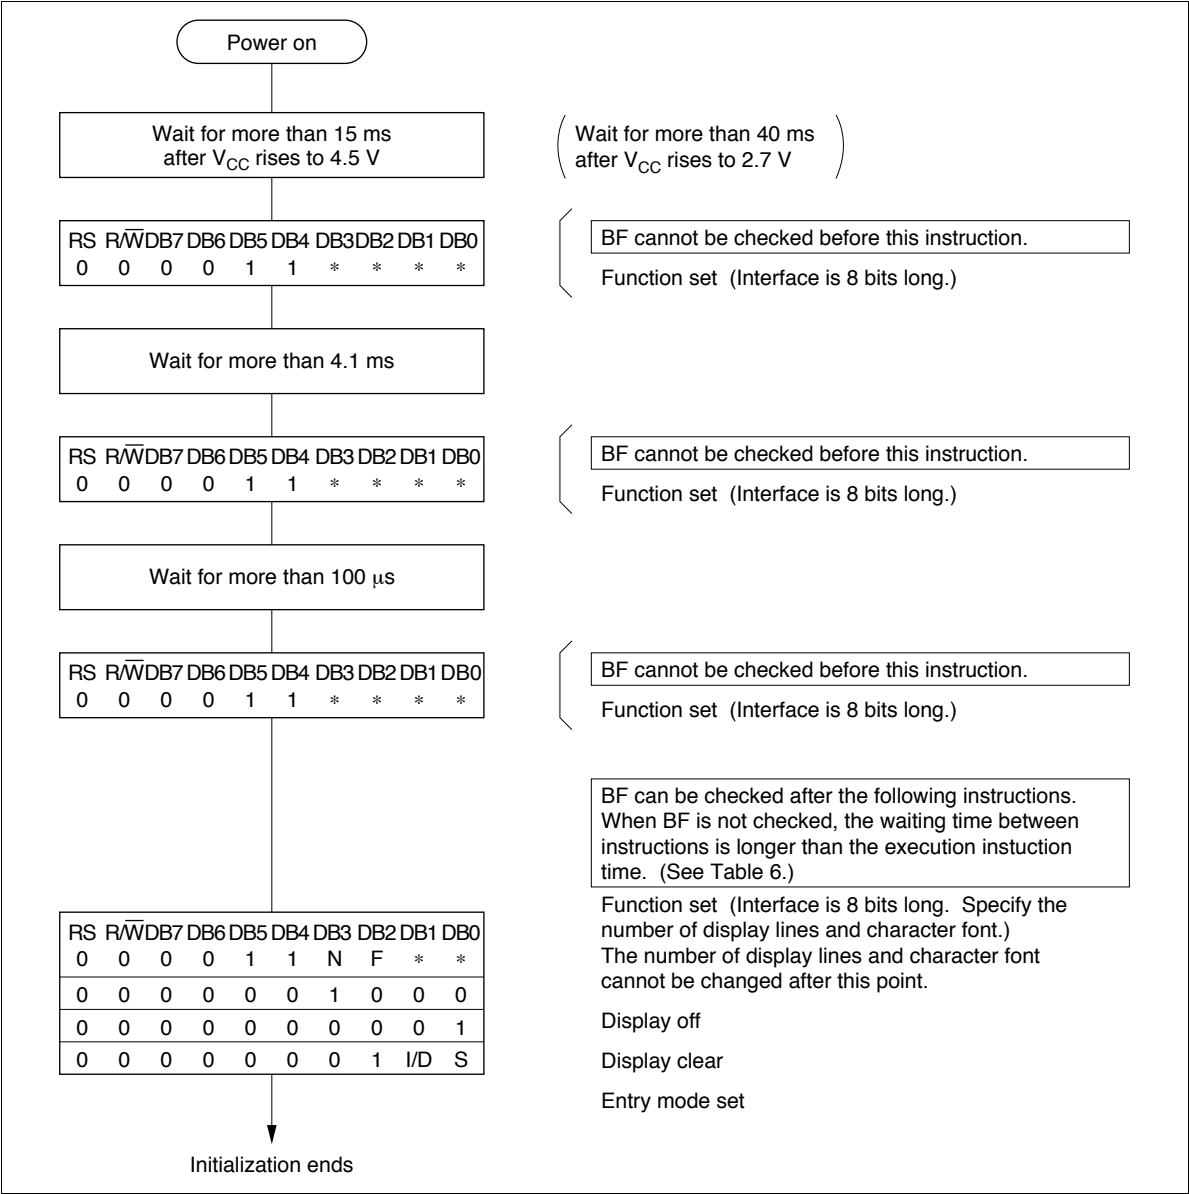 Power on
Wait for more than 15 ms
after VCC rises to 4.5 V
Wait for more than 40 ms
after VCC rises to 2.7 V
RS R/W̅ DB7 DB6 DB5 DB4 DB3 DB2 DB1 DB0
0 0 0 0 1 1 * * * *
BF cannot be checked before this instruction.
Function set (Interface is 8 bits long.)
Wait for more than 4.1 ms
RS R/W̅ DB7 DB6 DB5 DB4 DB3 DB2 DB1 DB0
0 0 0 0 1 1 * * * *
BF cannot be checked before this instruction.
Function set (Interface is 8 bits long.)
Wait for more than 100 μs
RS R/W̅ DB7 DB6 DB5 DB4 DB3 DB2 DB1 DB0
0 0 0 0 1 1 * * * *
BF cannot be checked before this instruction.
Function set (Interface is 8 bits long.)
BF can be checked after the following instructions.
When BF is not checked, the waiting time between
instructions is longer than the execution instuction
time. (See Table 6.)
RS R/W̅ DB7 DB6 DB5 DB4 DB3 DB2 DB1 DB0
0 0 0 0 1 1 N F * *
0 0 0 0 0 0 1 0 0 0
0 0 0 0 0 0 0 0 0 1
0 0 0 0 0 0 0 1 I/D S
Function set (Interface is 8 bits long. Specify the
number of display lines and character font.)
The number of display lines and character font
cannot be changed after this point.
Display off
Display clear
Entry mode set
Initialization ends